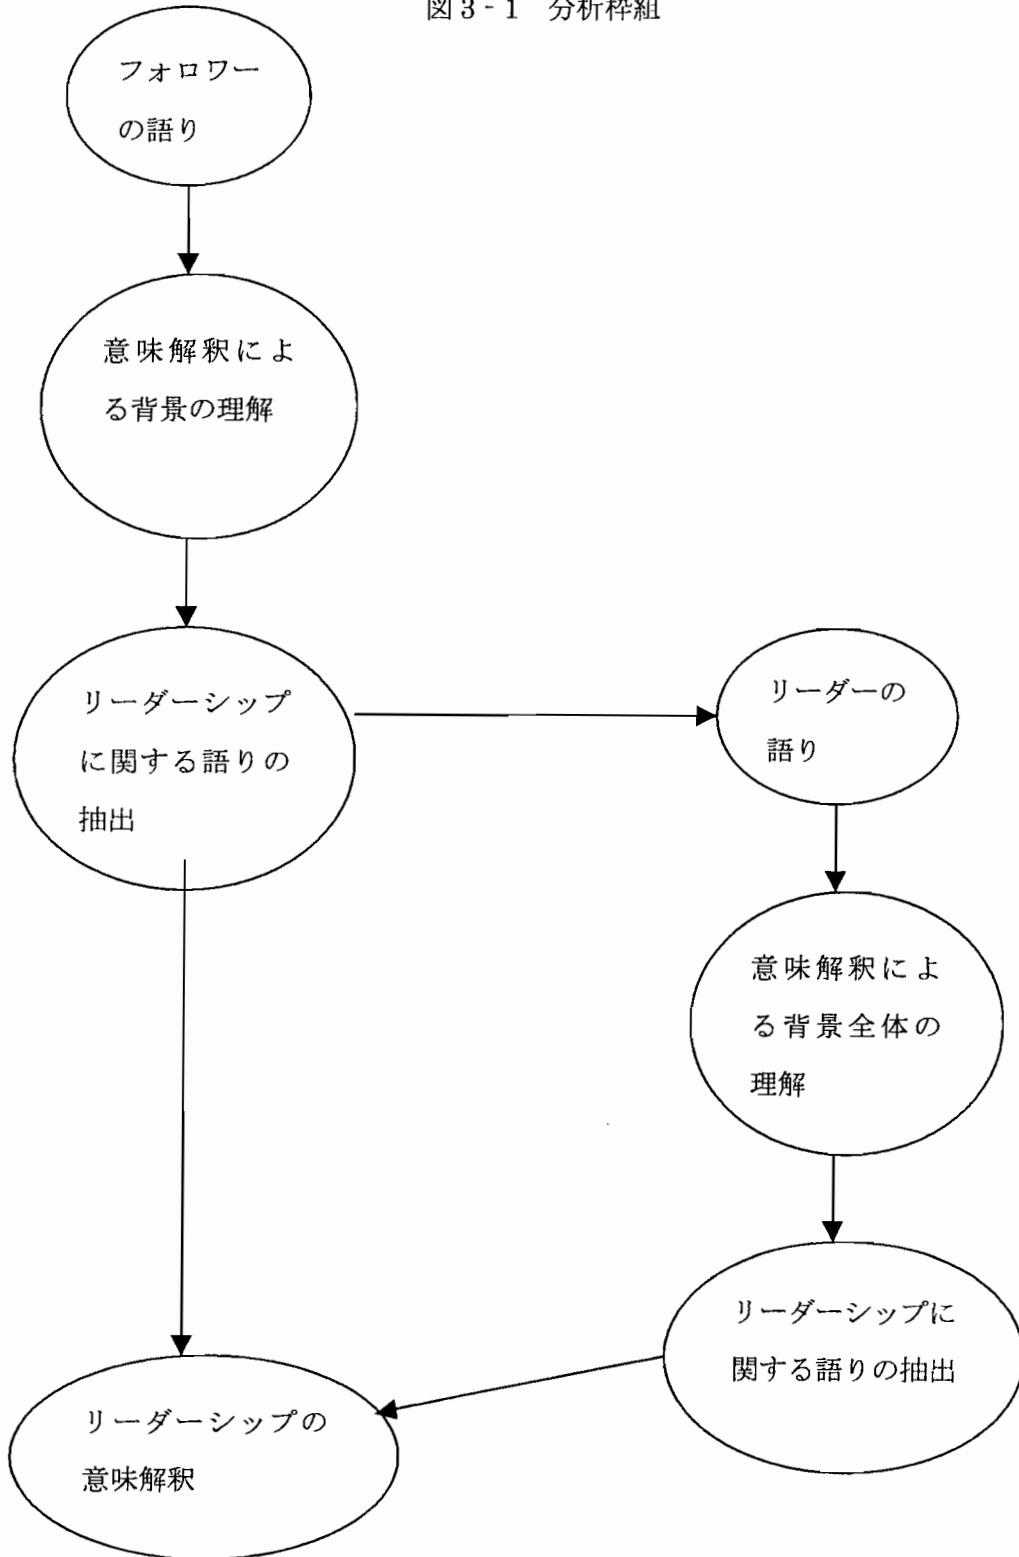 図3-1 分析枠組
フォロワー
の語り
意味解釈によ
る背景の理解
リーダーシップ
に関する語りの
抽出
リーダーの
語り
意味解釈によ
る背景全体の
理解
リーダーシップに
関する語りの抽出
リーダーシップの
意味解釈